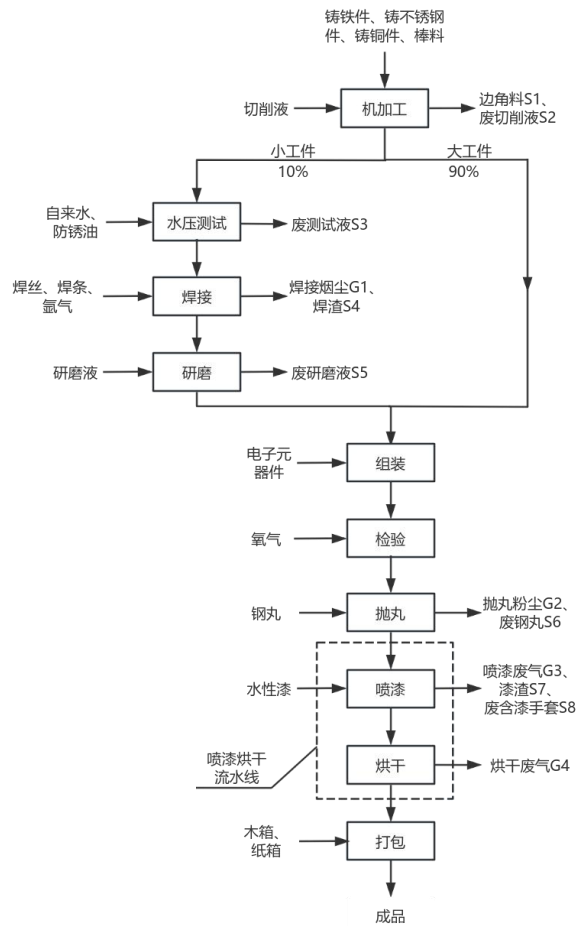 铸铁件、铸不锈钢
件、铸铜件、棒料
切削液
机加工
边角料S1、
废切削液S2
小工件
10%
大工件
90%
自来水、
防锈油
水压测试
废测试液S3
焊丝、焊条、
氩气
焊接
焊接烟尘G1、
焊渣S4
研磨液
研磨
废研磨液S5
电子元
器件
组装
氧气
检验
钢丸
抛丸
抛丸粉尘G2、
废钢丸S6
水性漆
喷漆
喷漆废气G3、
漆渣S7、
废含漆手套S8
喷漆烘干
流水线
烘干
烘干废气G4
木箱、
纸箱
打包
成品